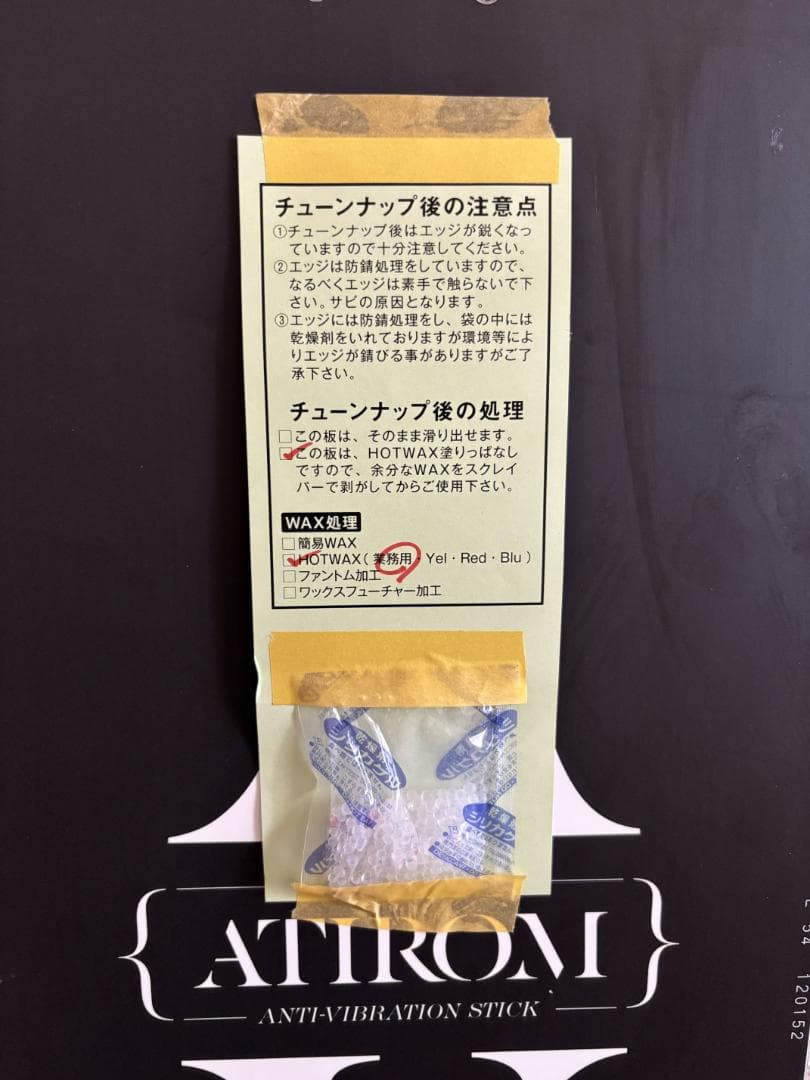 チューンナップ後の注意点
①チューンナップ後はエッジが鋭くなっ
ていますので十分注意してください。
②エッジは防錆処理をしていますので、
なるべくエッジは素手で触らないで下
さい。サビの原因となります。
③エッジには防錆処理をし、袋の中には
乾燥剤をいれておりますが環境等によ
りエッジが錆びる事がありますがご了
承下さい。
チューンナップ後の処理
□この板は、そのまま滑り出せます。
□この板は、HOTWAX塗りっぱなし
ですので、余分なWAXをスクレイ
パーで剥がしてからご使用下さい。
WAX処理
□簡易WAX
□HOTWAX(業務用・Yel・Red・Blu)
□ファントム加工
□ワックスフューチャー加工
シリカゲル
シリカゲル
{ATIROM}
ANTI-VIBRATION STICK
54 120152